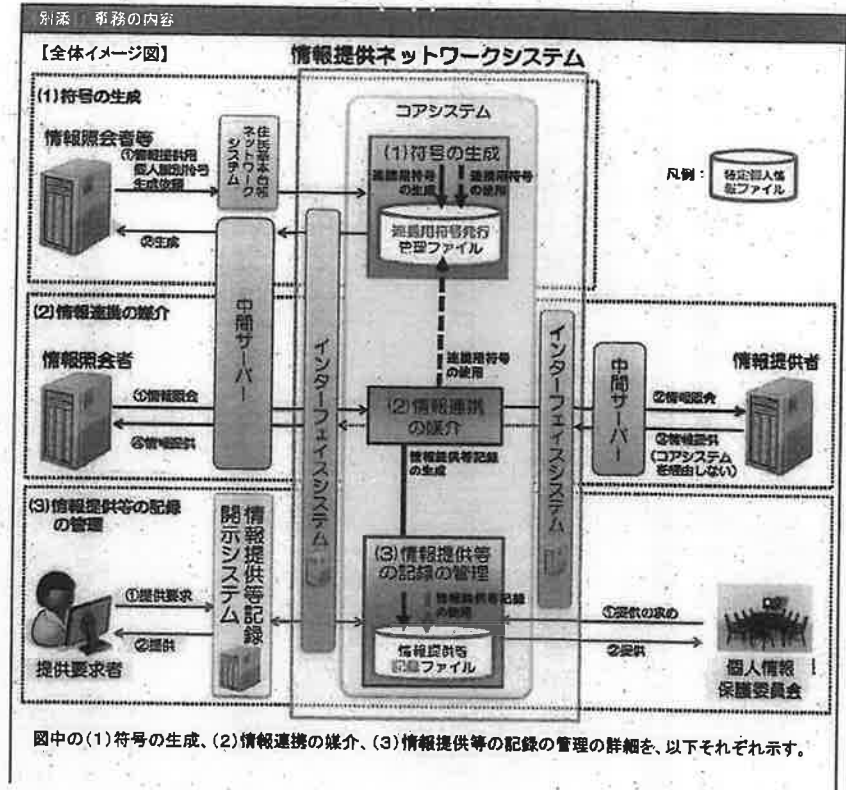 別添1 事務の内容
【全体イメージ図】
情報提供ネットワークシステム
コアシステム
(1)符号の生成
情報照会者等
①情報提供用
個人識別符号
生成依頼
②生成
住民基本台帳
ネットワーク
システム
(1)符号の生成
連携用符号
の生成
連携用符号
の使用
連携用符号発行
管理ファイル
凡例：
特定個人情
報ファイル
(2)情報連携の媒介
情報照会者
①情報照会
④情報提供
中間サーバー
インターフェイスシステム
連携用符号
の使用
(2)情報連携
の媒介
情報提供等記録
の生成
インターフェイスシステム
中間サーバー
情報提供者
②情報照会
③情報提供
(コアシステム
を経由しない)
(3)情報提供等の記録
の管理
提供要求者
①提供要求
②提供
情報提供等記録
開示システム
(3)情報提供等
の記録の管理
情報提供等記録
の使用
情報提供等
記録ファイル
①提供の求め
②提供
個人情報
保護委員会
図中の(1)符号の生成、(2)情報連携の媒介、(3)情報提供等の記録の管理の詳細を、以下それぞれ示す。